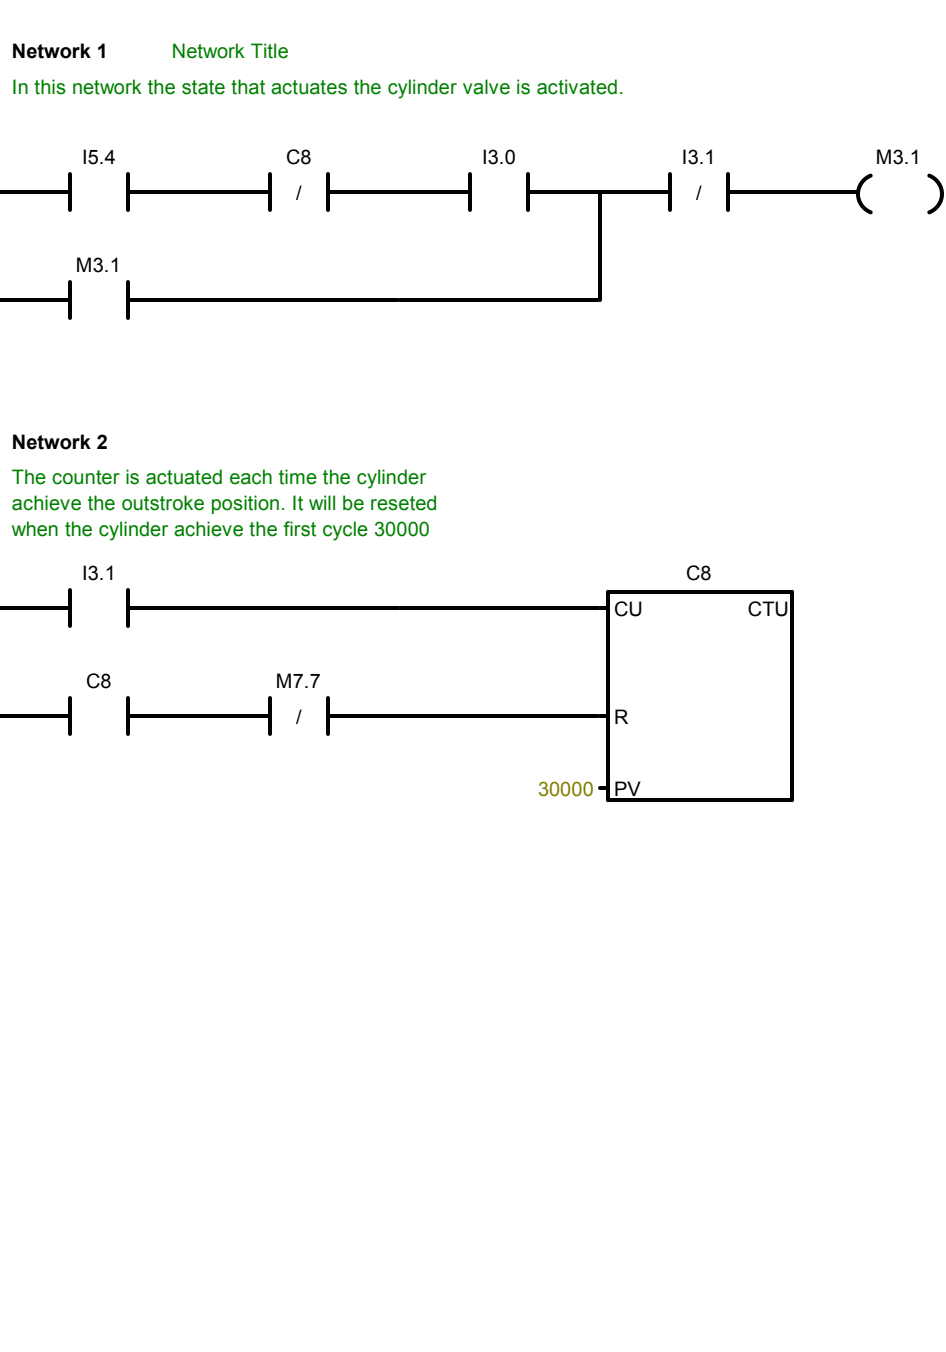 Network 1 Network Title
In this network the state that actuates the cylinder valve is activated.
I5.4 C8 I3.0 I3.1 M3.1
/ /
M3.1
Network 2
The counter is actuated each time the cylinder
achieve the outstroke position. It will be reseted
when the cylinder achieve the first cycle 30000
I3.1 C8
CU CTU
C8 M7.7
/ R
30000 PV